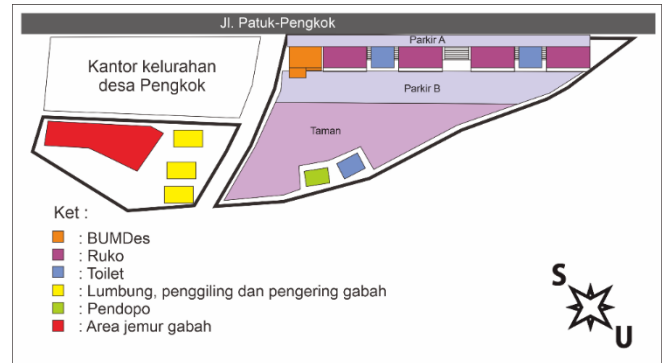 Jl. Patuk-Pengkok
Parkir A
Kantor kelurahan
desa Pengkok
Parkir B
Taman
Ket :
: BUMDes
: Ruko
: Toilet
: Lumbung, penggiling dan pengering gabah
: Pendopo
: Area jemur gabah
S
U